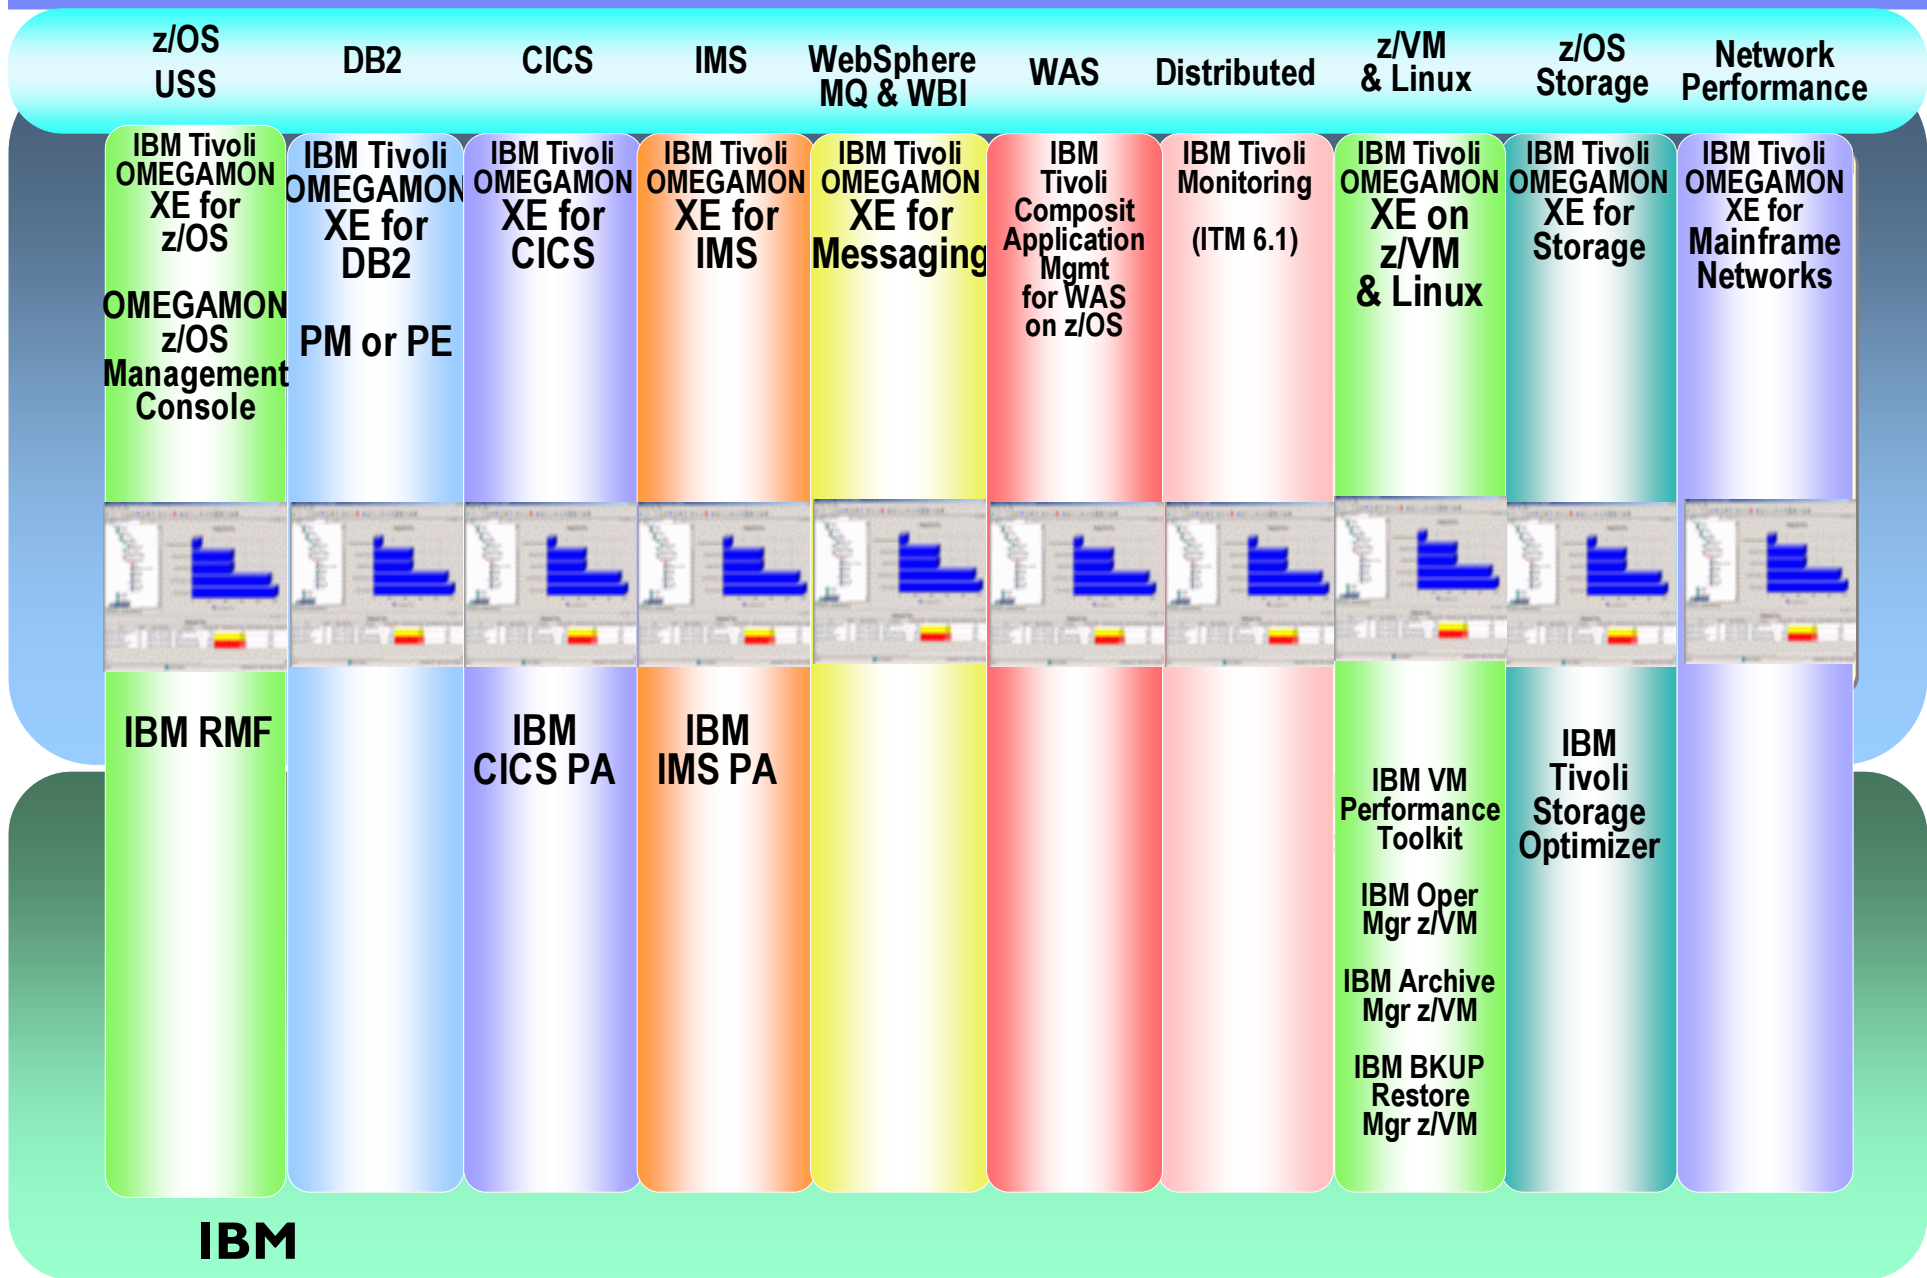 z/OS
USS
DB2
CICS
IMS
WebSphere
MQ & WBI
WAS
Distributed
z/VM
& Linux
z/OS
Storage
Network
Performance
IBM Tivoli
OMEGAMON
XE for
z/OS
OMEGAMON
z/OS
Management
Console
IBM Tivoli
OMEGAMON
XE for
DB2
PM or PE
IBM Tivoli
OMEGAMON
XE for
CICS
IBM Tivoli
OMEGAMON
XE for
IMS
IBM Tivoli
OMEGAMON
XE for
Messaging
IBM
Tivoli
Composit
Application
Mgmt
for WAS
on z/OS
IBM Tivoli
Monitoring
(ITM 6.1)
IBM Tivoli
OMEGAMON
XE on
z/VM
& Linux
IBM Tivoli
OMEGAMON
XE for
Storage
IBM Tivoli
OMEGAMON
XE for
Mainframe
Networks
IBM RMF
IBM
CICS PA
IBM
IMS PA
IBM VM
Performance
Toolkit
IBM Oper
Mgr z/VM
IBM Archive
Mgr z/VM
IBM BKUP
Restore
Mgr z/VM
IBM
Tivoli
Storage
Optimizer
IBM